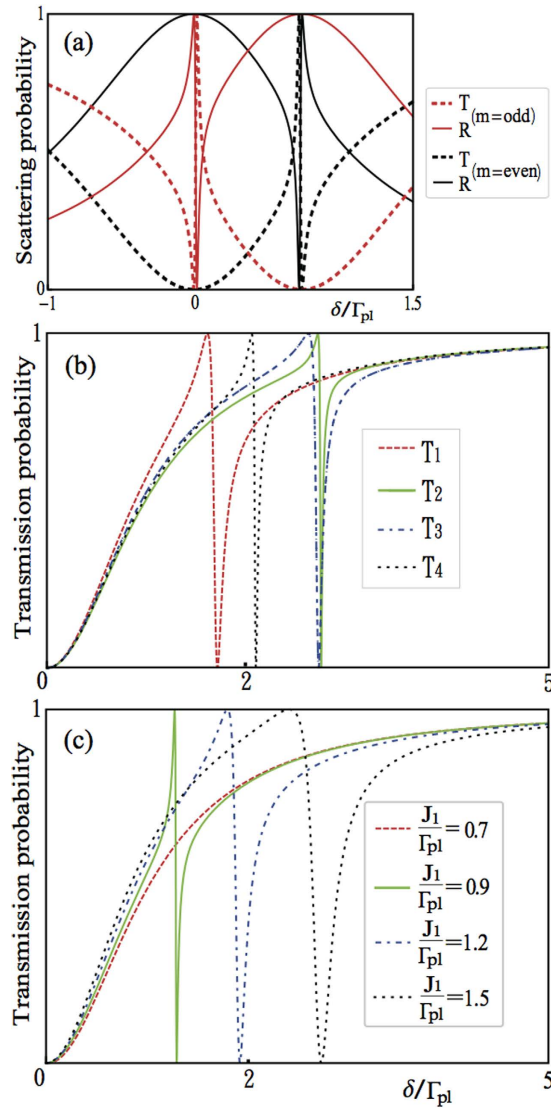 1
(a)
Scattering probability
0
-1
0
δ/Γpl
1.5
T
(m=odd)
R
T
(m=even)
R
1
(b)
Transmission probability
T1
T2
T3
T4
0
2
5
1
(c)
Transmission probability
J1/Γpl=0.7
J1/Γpl=0.9
J1/Γpl=1.2
J1/Γpl=1.5
0
2
δ/Γpl
5